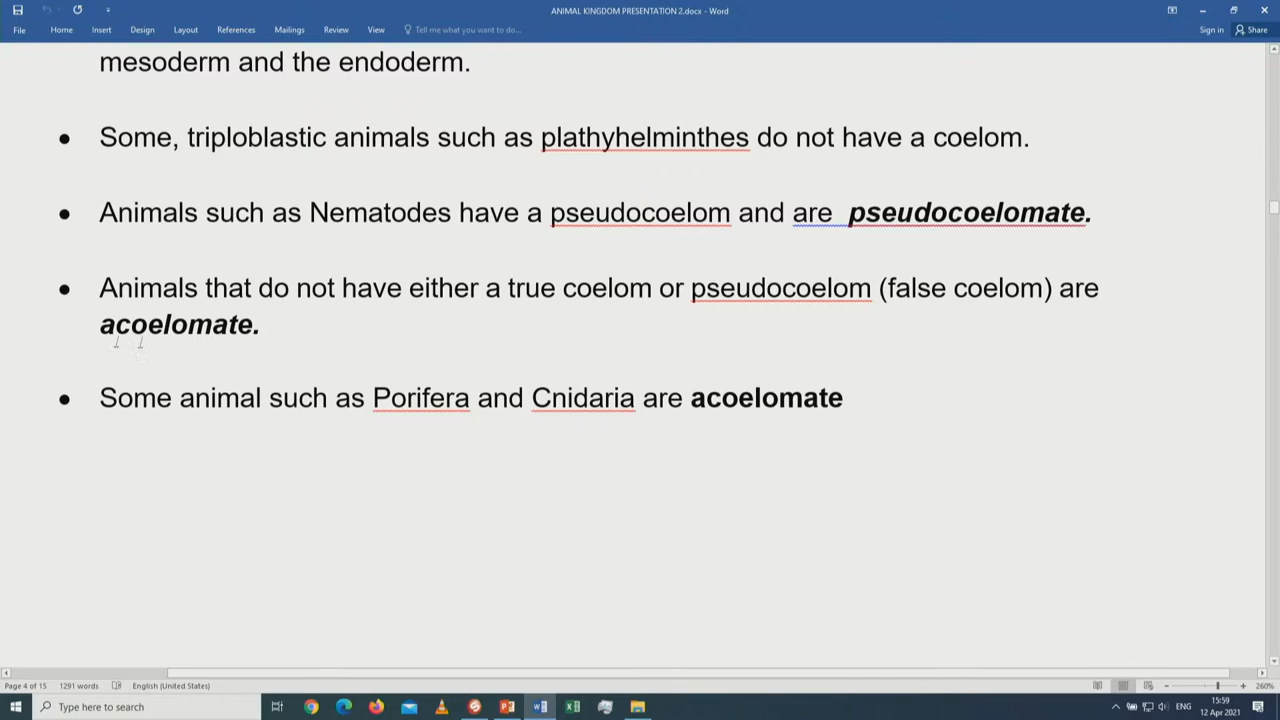 ANIMAL KINGDOM PRESENTATION 2.docx - Word
File Home Insert Design Layout References Mailings Review View Tell me what you want to do... Sign in Share
mesoderm and the endoderm.
• Some, triploblastic animals such as plathyhelminthes do not have a coelom.
• Animals such as Nematodes have a pseudocoelom and are pseudocoelomate.
• Animals that do not have either a true coelom or pseudocoelom (false coelom) are
acoelomate.
• Some animal such as Porifera and Cnidaria are acoelomate
Page 4 of 15 1291 words English (United States) 260%
Type here to search ENG 15:59
12 Apr 2021